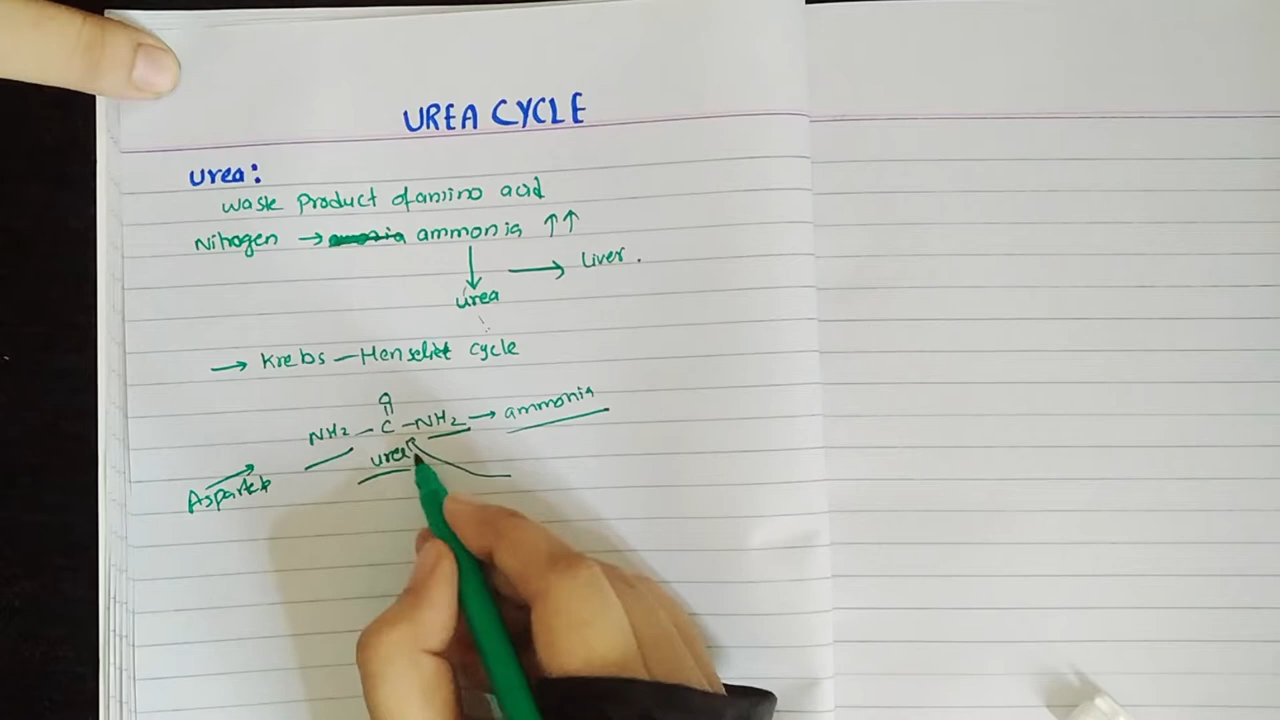 UREA CYCLE
urea:
waste product of amino acid
Nitrogen → ammonia ↑↑
→ Liver.
urea
→ Krebs – Henseliet cycle
O
NH2 – C – NH2 → ammonia
urea
Aspartate